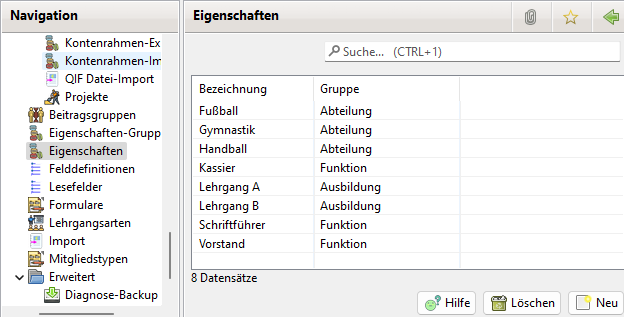 Navigation
Kontenrahmen-Ex
Kontenrahmen-Im
QIF Datei-Import
Projekte
Beitragsgruppen
Eigenschaften-Grupp
Eigenschaften
Felddefinitionen
Lesefelder
Formulare
Lehrgangsarten
Import
Mitgliedstypen
Erweitert
Diagnose-Backup
Eigenschaften
Suche... (CTRL+1)
Bezeichnung Gruppe
Fußball Abteilung
Gymnastik Abteilung
Handball Abteilung
Kassier Funktion
Lehrgang A Ausbildung
Lehrgang B Ausbildung
Schriftführer Funktion
Vorstand Funktion
8 Datensätze
Hilfe Löschen Neu